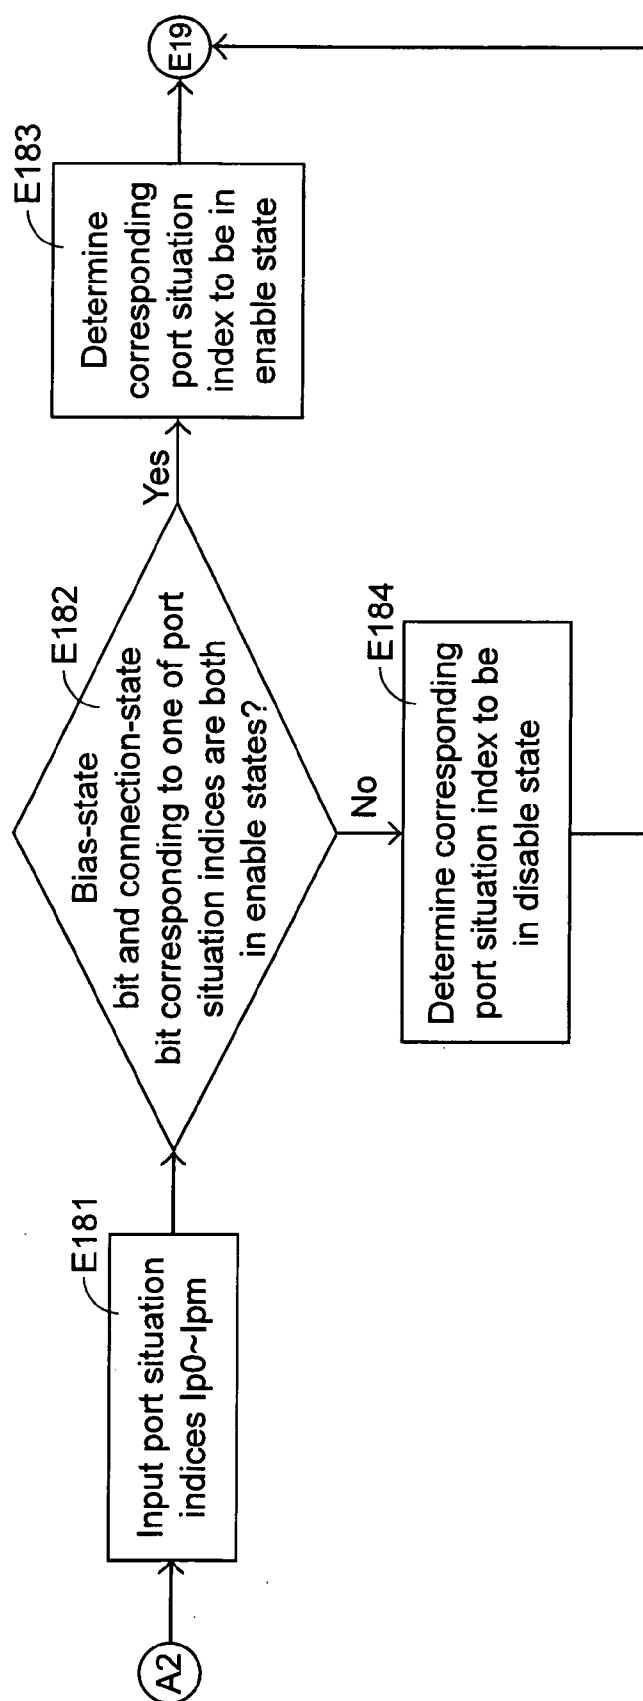 A2
E181
Input port situation
indices Ip0~Ipm
E182
Bias-state
bit and connection-state
bit corresponding to one of port
situation indices are both
in enable states?
Yes
E183
Determine
corresponding
port situation
index to be in
enable state
E19
No
E184
Determine corresponding
port situation index to be
in disable state